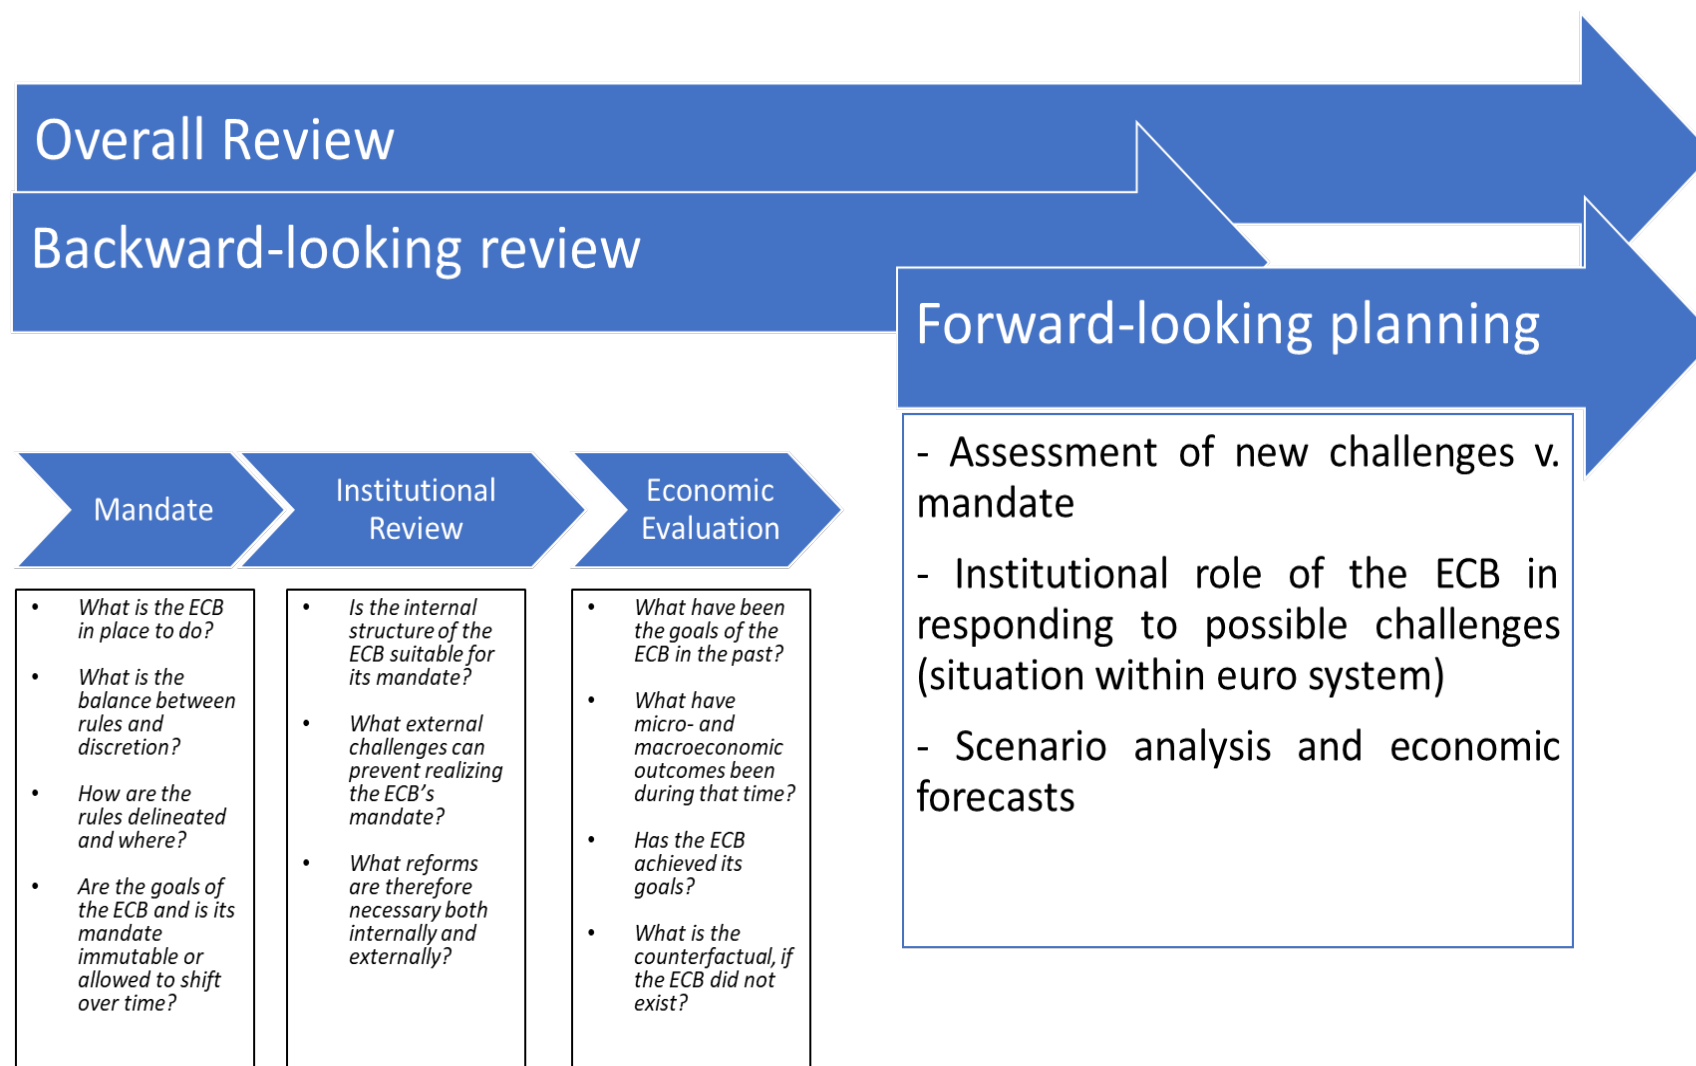 Overall Review
Backward-looking review
Forward-looking planning
Mandate
Institutional
Review
Economic
Evaluation
• What is the ECB
in place to do?
• What is the
balance between
rules and
discretion?
• How are the
rules delineated
and where?
• Are the goals of
the ECB and is its
mandate
immutable or
allowed to shift
over time?
• Is the internal
structure of the
ECB suitable for
its mandate?
• What external
challenges can
prevent realizing
the ECB’s
mandate?
• What reforms
are therefore
necessary both
internally and
externally?
• What have been
the goals of the
ECB in the past?
• What have
micro- and
macroeconomic
outcomes been
during that time?
• Has the ECB
achieved its
goals?
• What is the
counterfactual, if
the ECB did not
exist?
- Assessment of new challenges v.
mandate
- Institutional role of the ECB in
responding to possible challenges
(situation within euro system)
- Scenario analysis and economic
forecasts